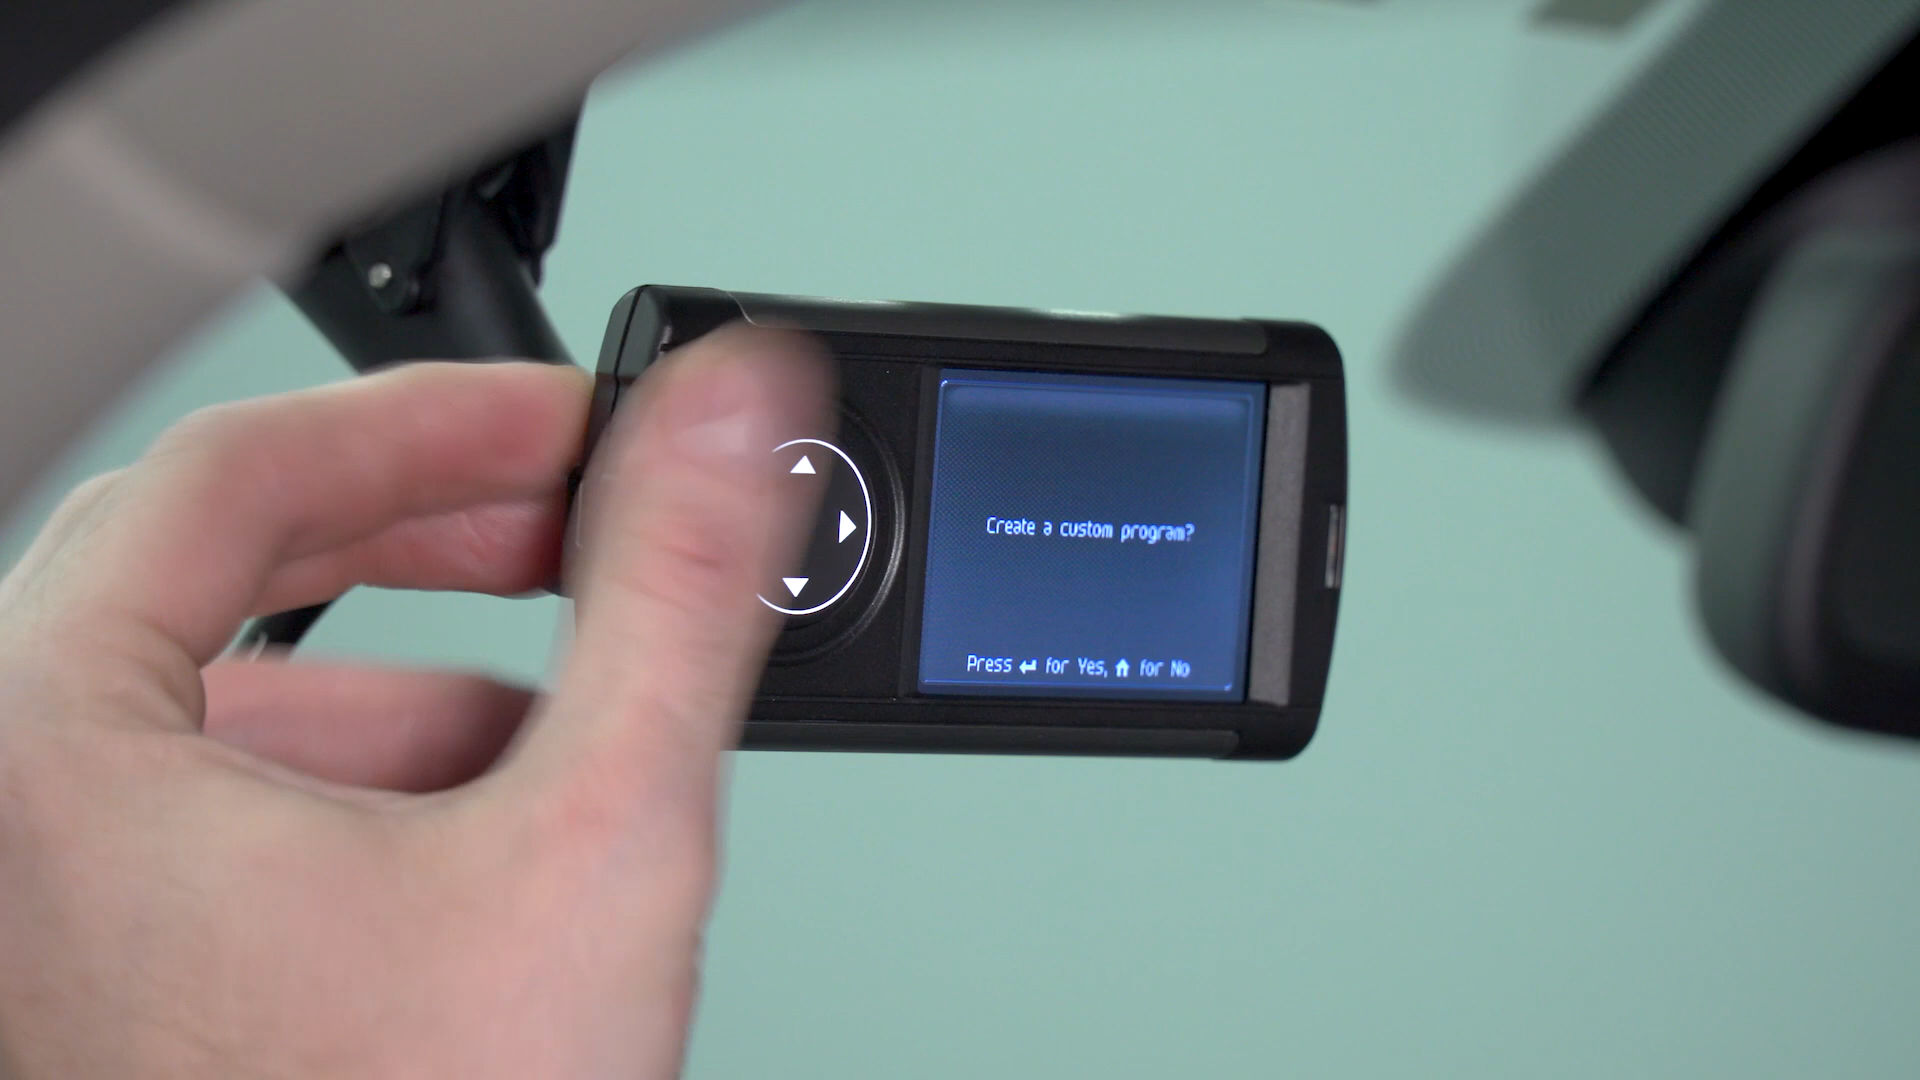 Create a custom program?
Press ↵ for Yes, 🏠 for No